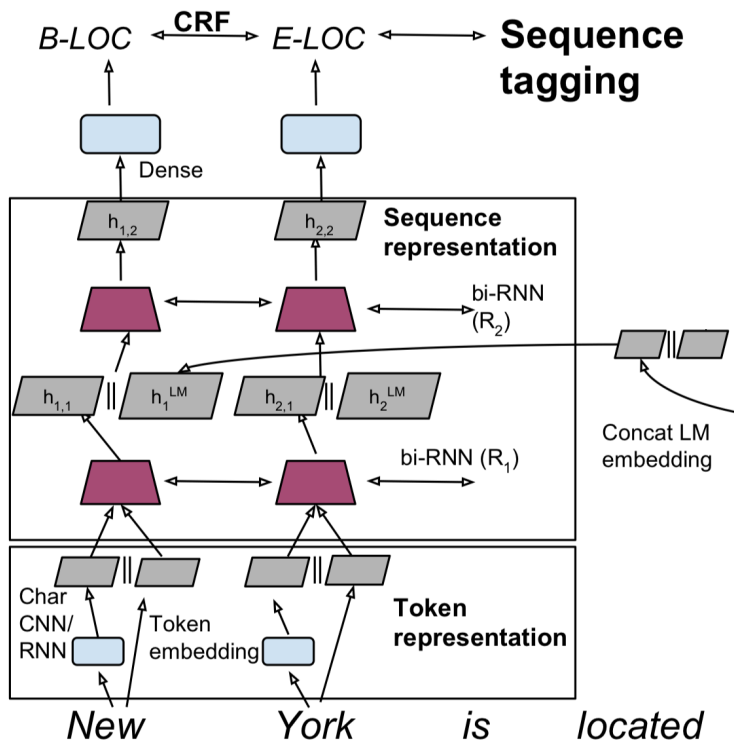 B-LOC CRF E-LOC Sequence
tagging
Dense
h1,2 h2,2 Sequence
representation
bi-RNN
(R2)
h1,1 || h1LM h2,1 || h2LM ||
Concat LM
embedding
bi-RNN (R1)
|| ||
Char
CNN/
RNN
Token
embedding
Token
representation
New York is located